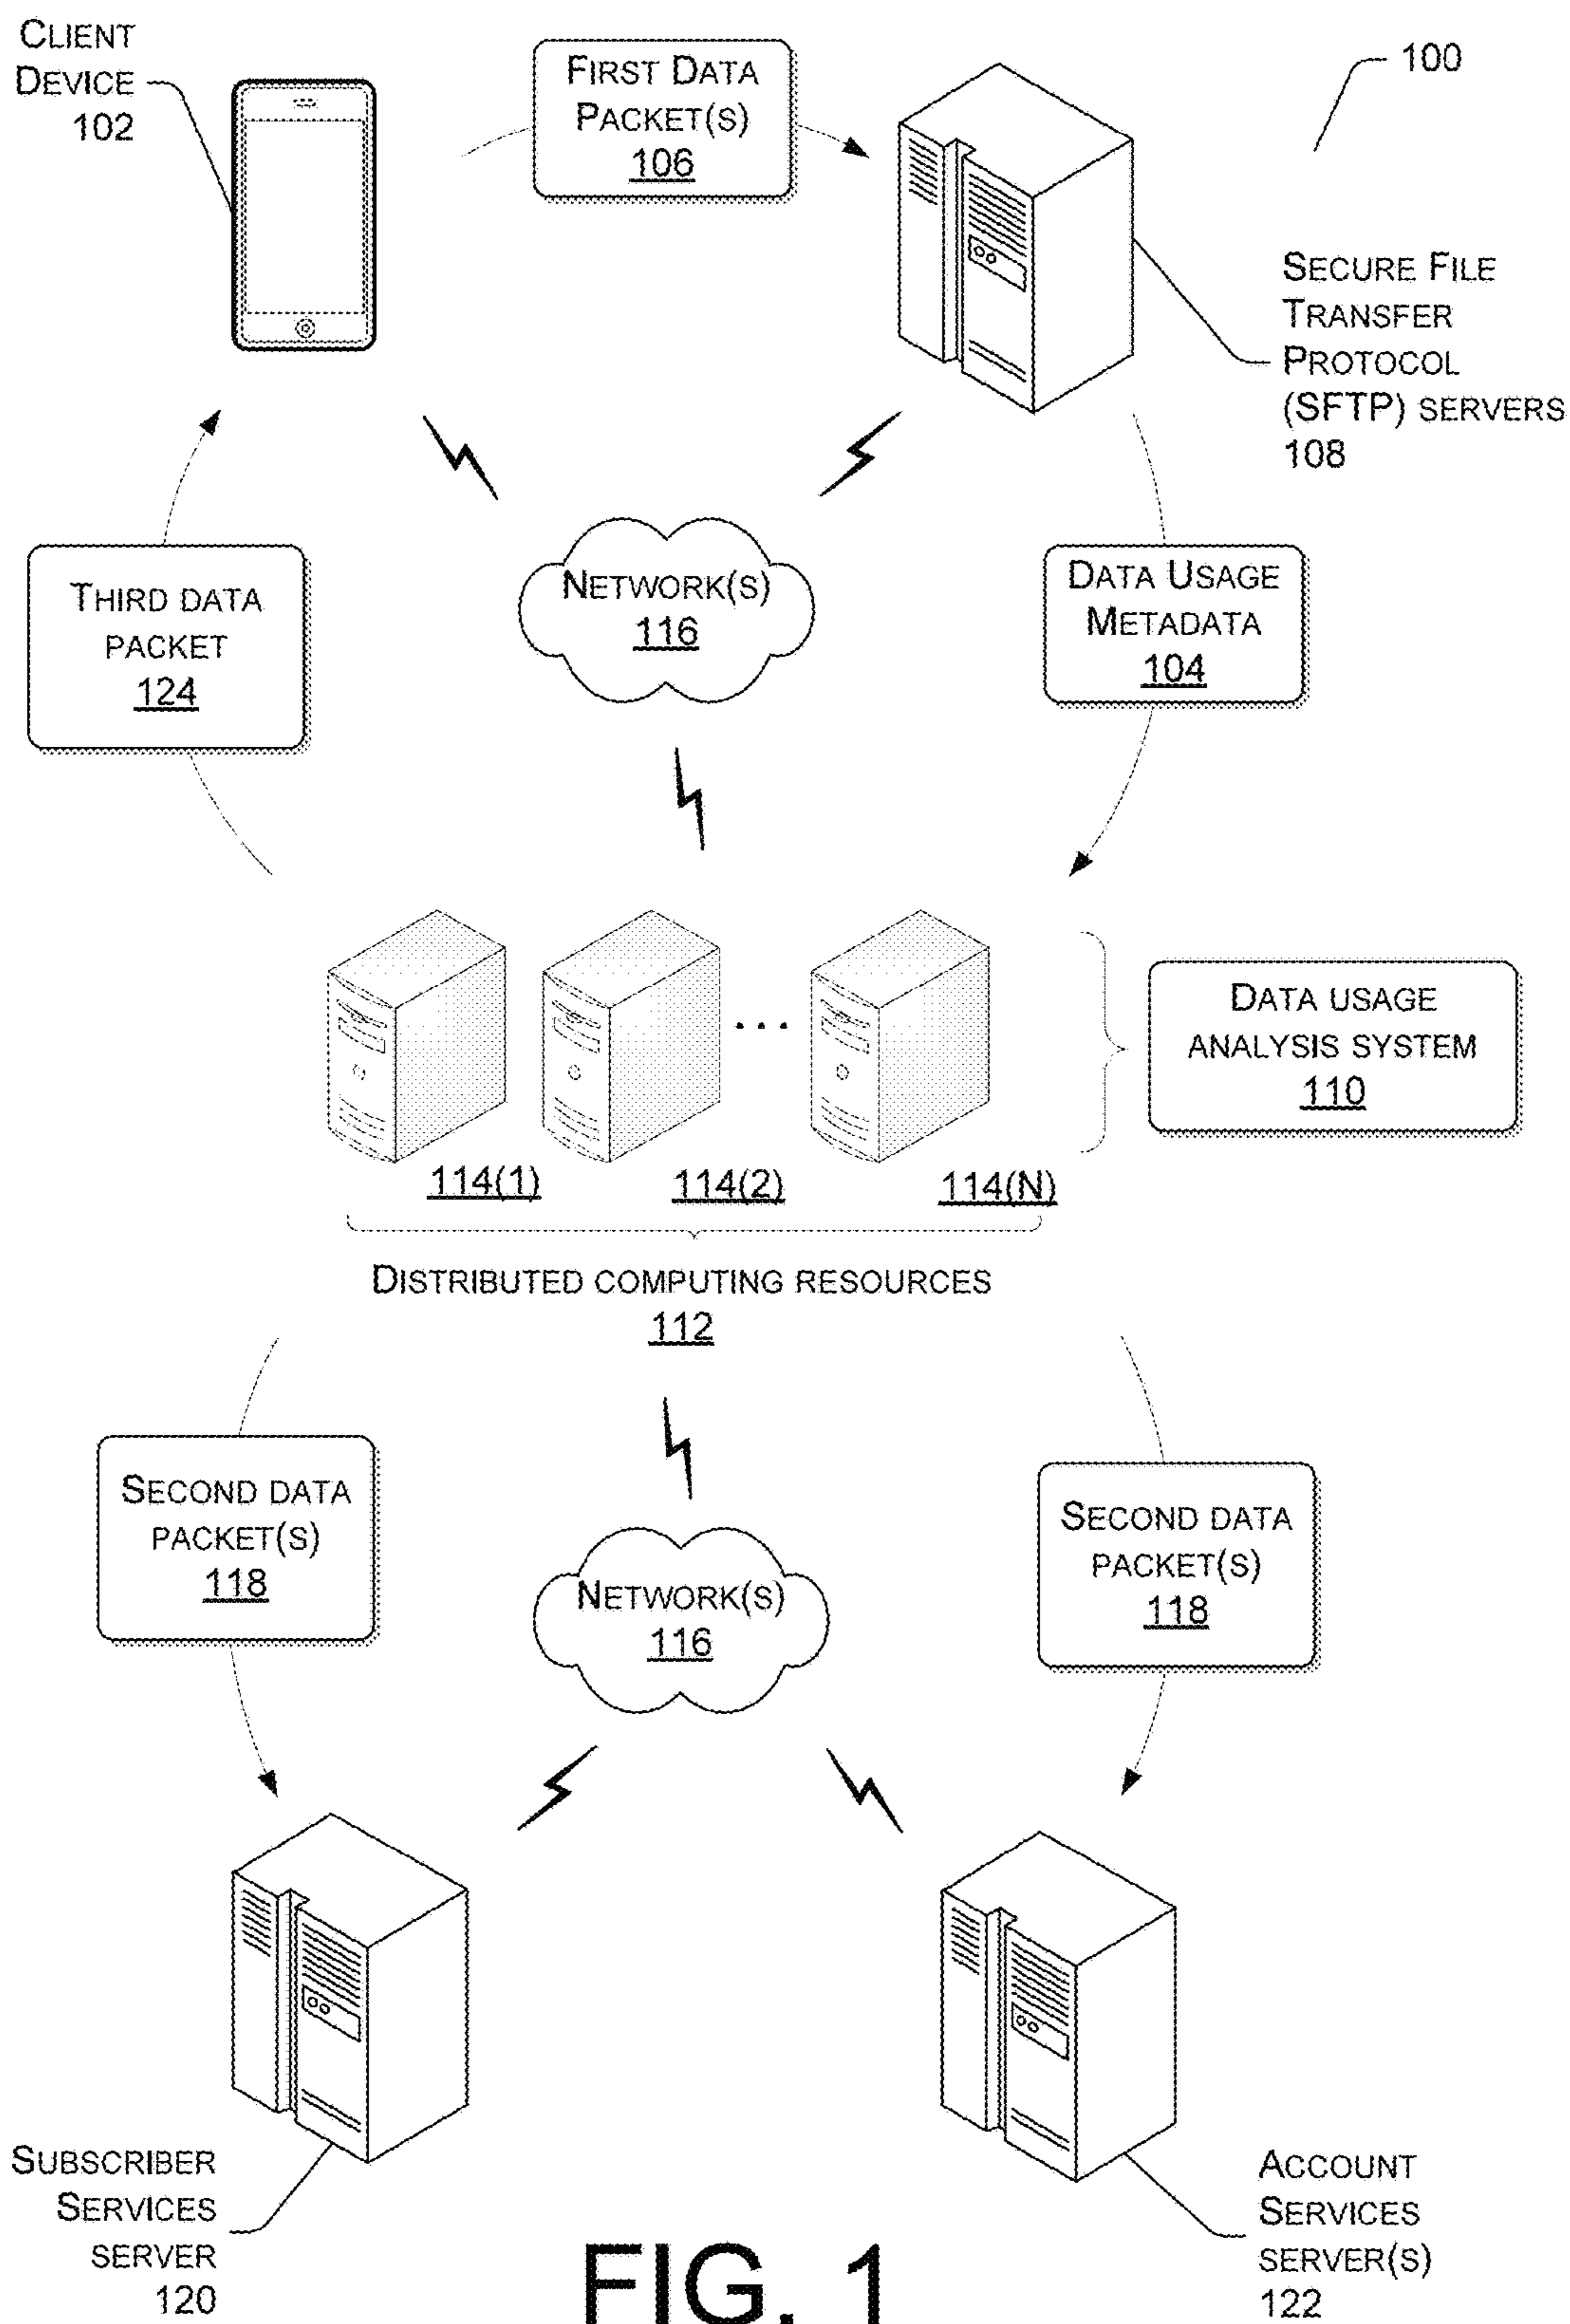 CLIENT
DEVICE
102
FIRST DATA
PACKET(S)
106
100
SECURE FILE
TRANSFER
PROTOCOL
(SFTP) SERVERS
108
THIRD DATA
PACKET
124
NETWORK(S)
116
DATA USAGE
METADATA
104
DATA USAGE
ANALYSIS SYSTEM
110
114(1)
114(2)
...
114(N)
DISTRIBUTED COMPUTING RESOURCES
112
SECOND DATA
PACKET(S)
118
NETWORK(S)
116
SECOND DATA
PACKET(S)
118
SUBSCRIBER
SERVICES
SERVER
120
ACCOUNT
SERVICES
SERVER(S)
122
FIG. 1